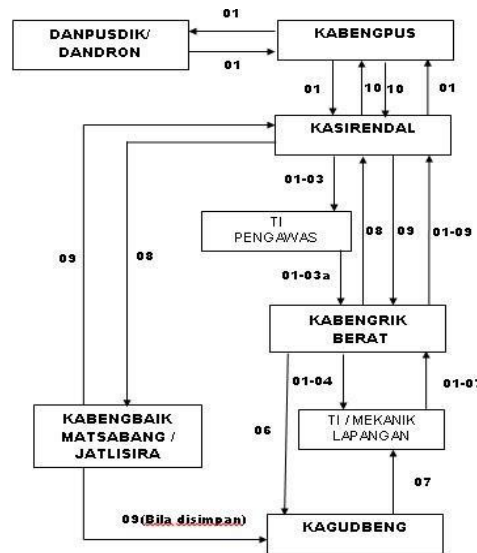 01
DANPUSDIK/
DANDRON
KABENGPUS
01
01
10
10
01
KASIRENDAL
01-03
TI
PENGAWAS
09
08
08
09
01-09
01-03a
KABENGRIK
BERAT
01-04
01-07
KABENGBAIK
MATSABANG /
JATLISIRA
TI / MEKANIK
LAPANGAN
06
07
09(Bila disimpan)
KAGUDBENG